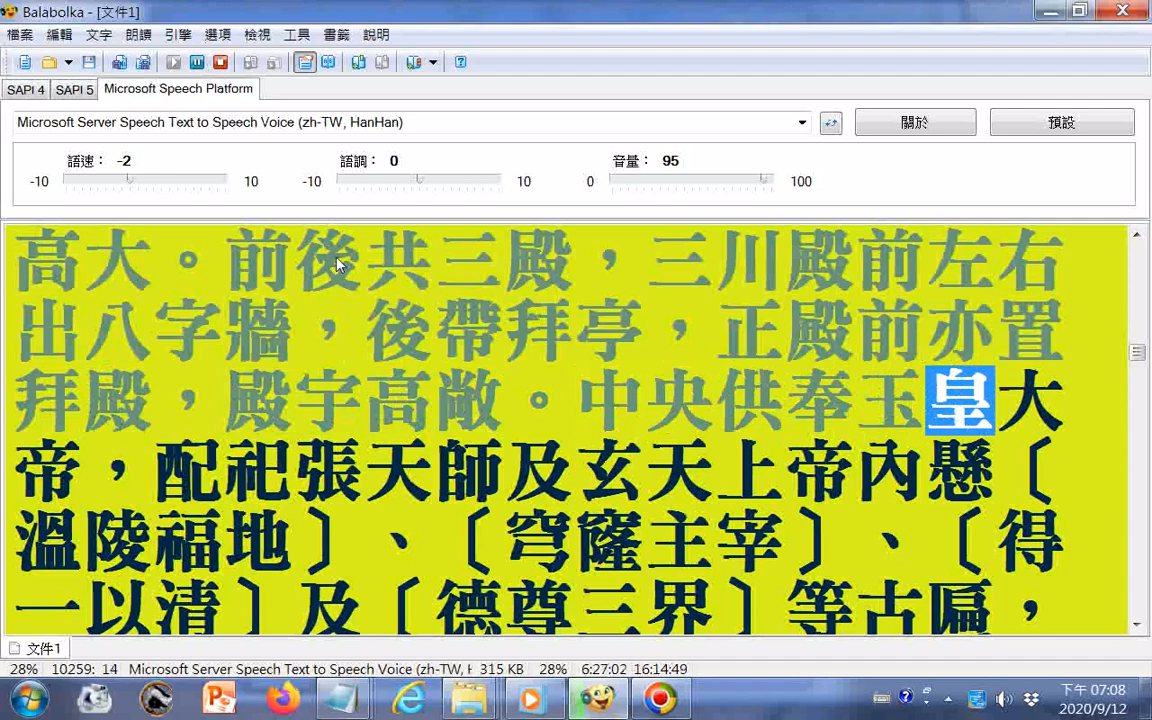 Balabolka - [文件1]
檔案 編輯 文字 朗讀 引擎 選項 檢視 工具 書籤 說明
SAPI 4 SAPI 5 Microsoft Speech Platform
Microsoft Server Speech Text to Speech Voice (zh-TW, HanHan) 關於 預設
語速： -2 語調： 0 音量： 95
-10 10 -10 10 0 100
高大。前後共三殿，三川殿前左右
出八字牆，後帶拜亭，正殿前亦置
拜殿，殿宇高敞。中央供奉玉皇大
帝，配祀張天師及玄天上帝內懸〔
溫陵福地〕、〔穹窿主宰〕、〔得
一以清〕及〔德尊三界〕等古匾，
文件1
28% 10259: 14 Microsoft Server Speech Text to Speech Voice (zh-TW, H 315 KB 28% 6:27:02 16:14:49
下午 07:08
2020/9/12